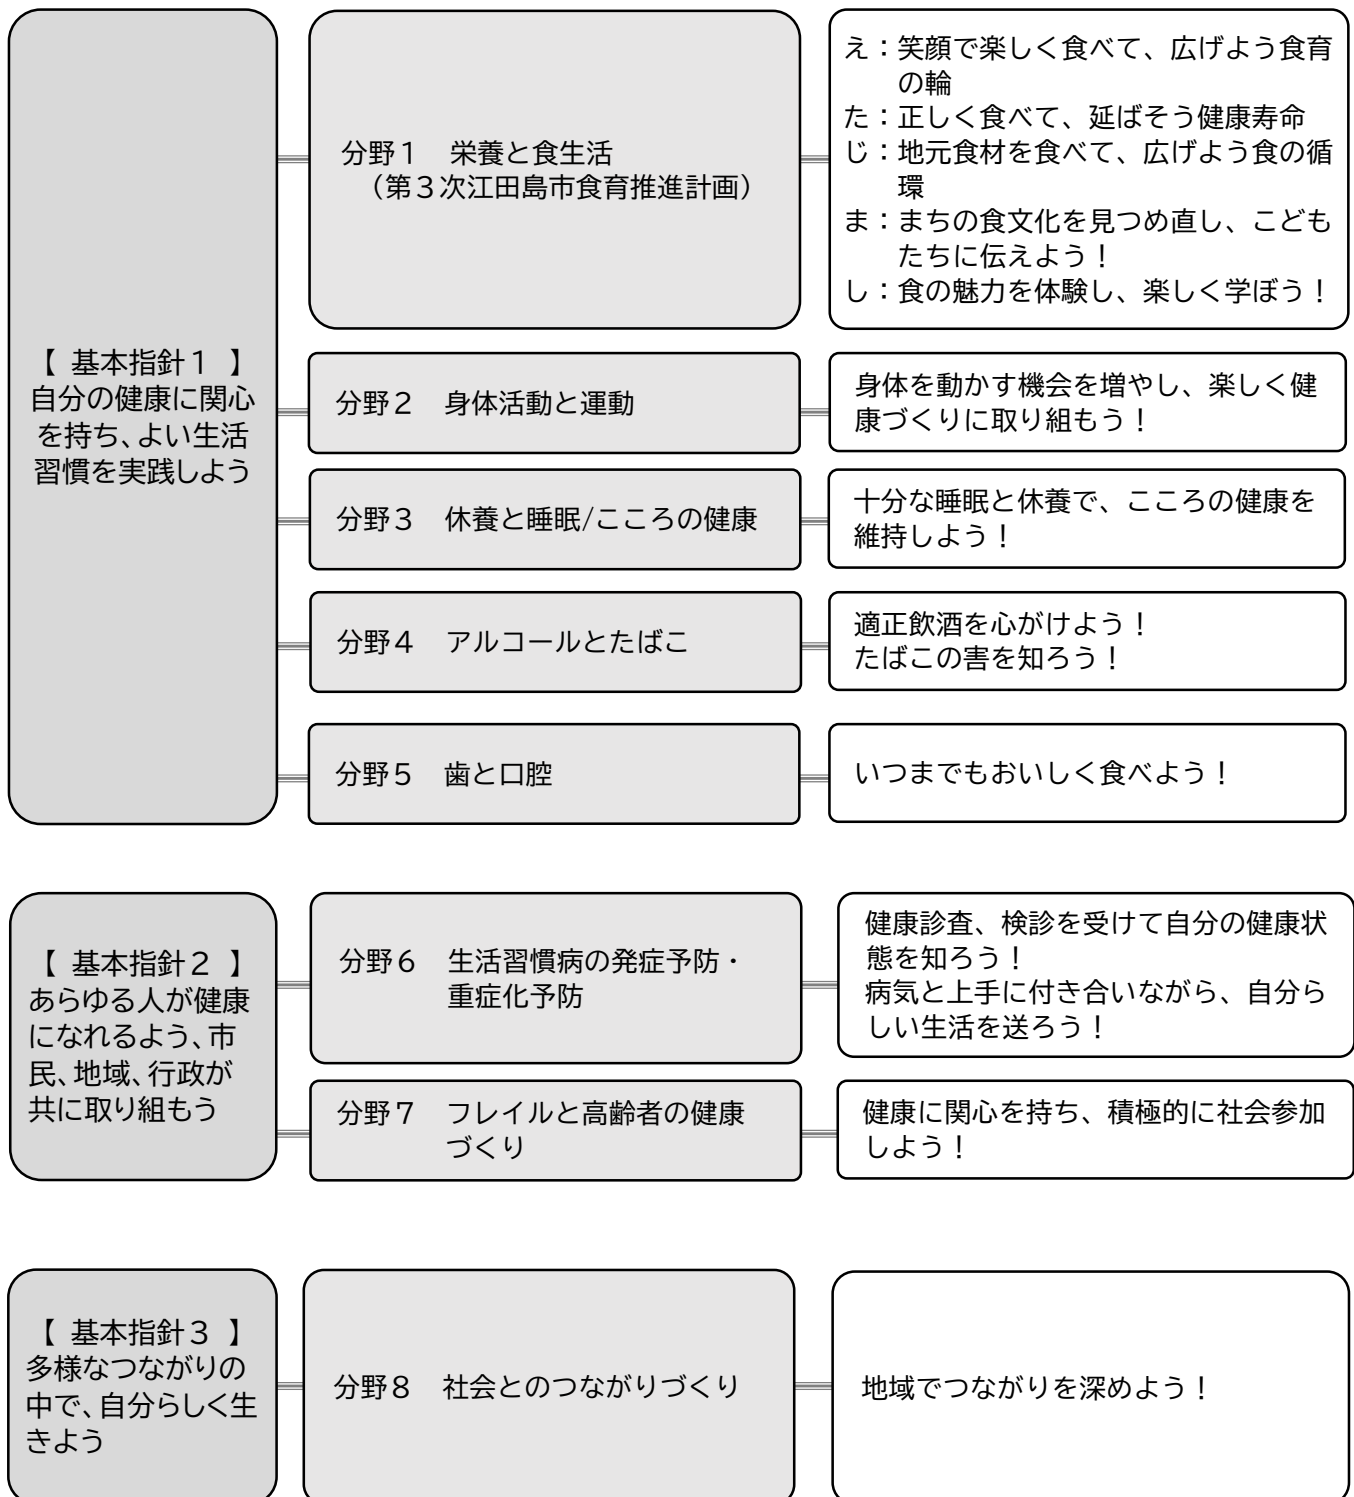 【 基本指針１ 】
自分の健康に関心
を持ち、よい生活
習慣を実践しよう
分野１　栄養と食生活
（第３次江田島市食育推進計画）
え：笑顔で楽しく食べて、広げよう食育
の輪
た：正しく食べて、延ばそう健康寿命
じ：地元食材を食べて、広げよう食の循
環
ま：まちの食文化を見つめ直し、こども
たちに伝えよう！
し：食の魅力を体験し、楽しく学ぼう！
分野２　身体活動と運動
身体を動かす機会を増やし、楽しく健
康づくりに取り組もう！
分野３　休養と睡眠/こころの健康
十分な睡眠と休養で、こころの健康を
維持しよう！
分野４　アルコールとたばこ
適正飲酒を心がけよう！
たばこの害を知ろう！
分野５　歯と口腔
いつまでもおいしく食べよう！
【 基本指針２ 】
あらゆる人が健康
になれるよう、市
民、地域、行政が
共に取り組もう
分野６　生活習慣病の発症予防・
重症化予防
健康診査、検診を受けて自分の健康状
態を知ろう！
病気と上手に付き合いながら、自分ら
しい生活を送ろう！
分野７　フレイルと高齢者の健康
づくり
健康に関心を持ち、積極的に社会参加
しよう！
【 基本指針３ 】
多様なつながりの
中で、自分らしく生
きよう
分野８　社会とのつながりづくり
地域でつながりを深めよう！